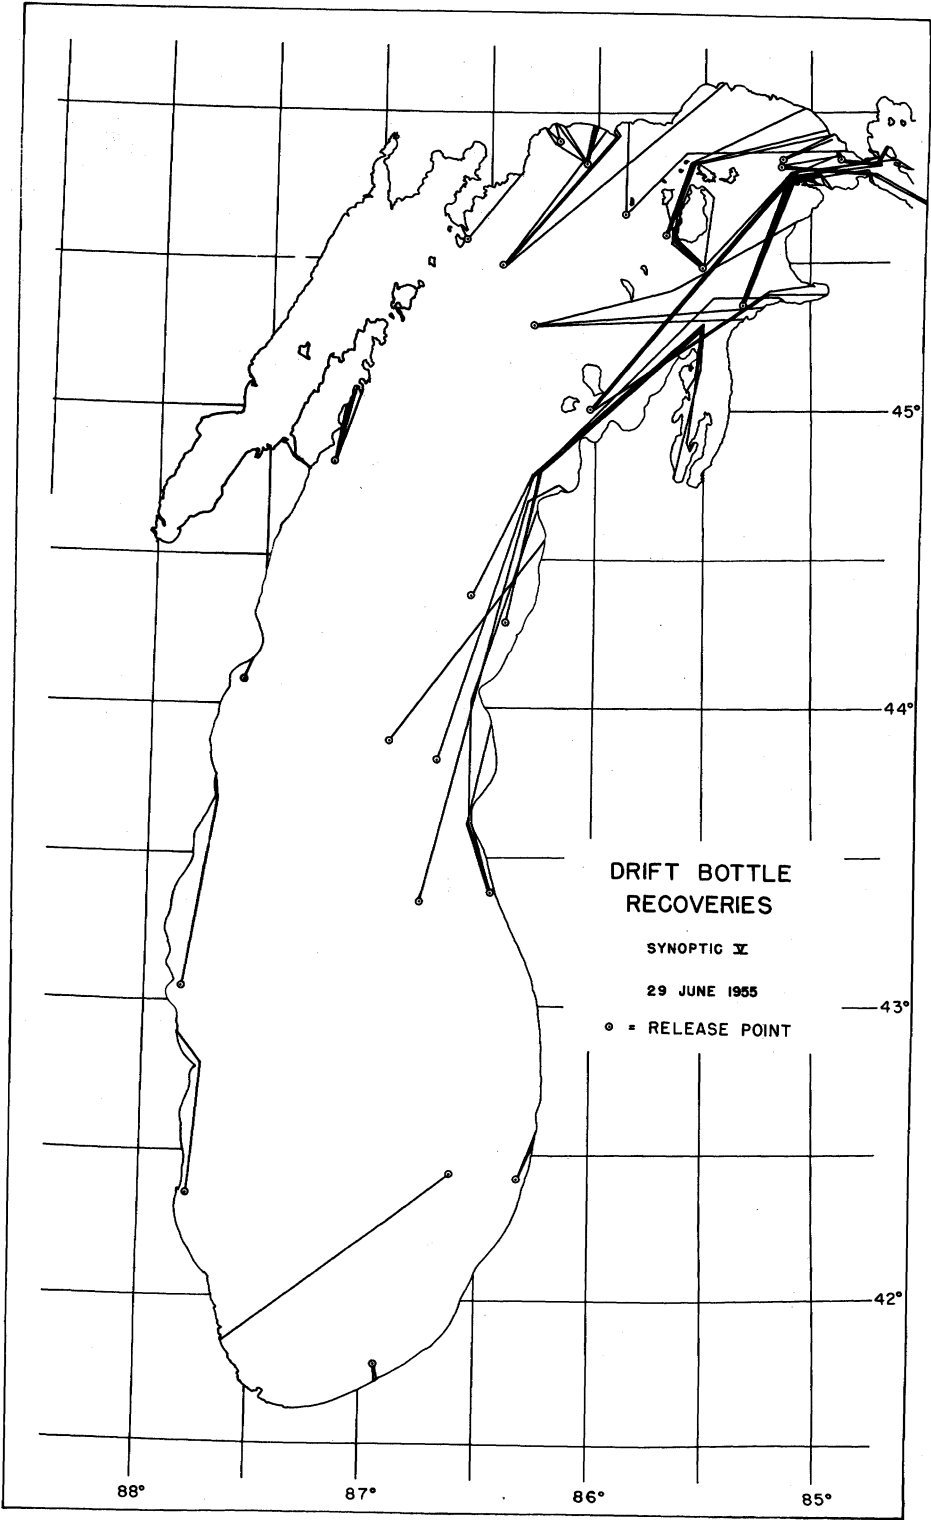 45°
44°
DRIFT BOTTLE
RECOVERIES
SYNOPTIC V
29 JUNE 1955
⊙ = RELEASE POINT
43°
42°
88°
87°
86°
85°